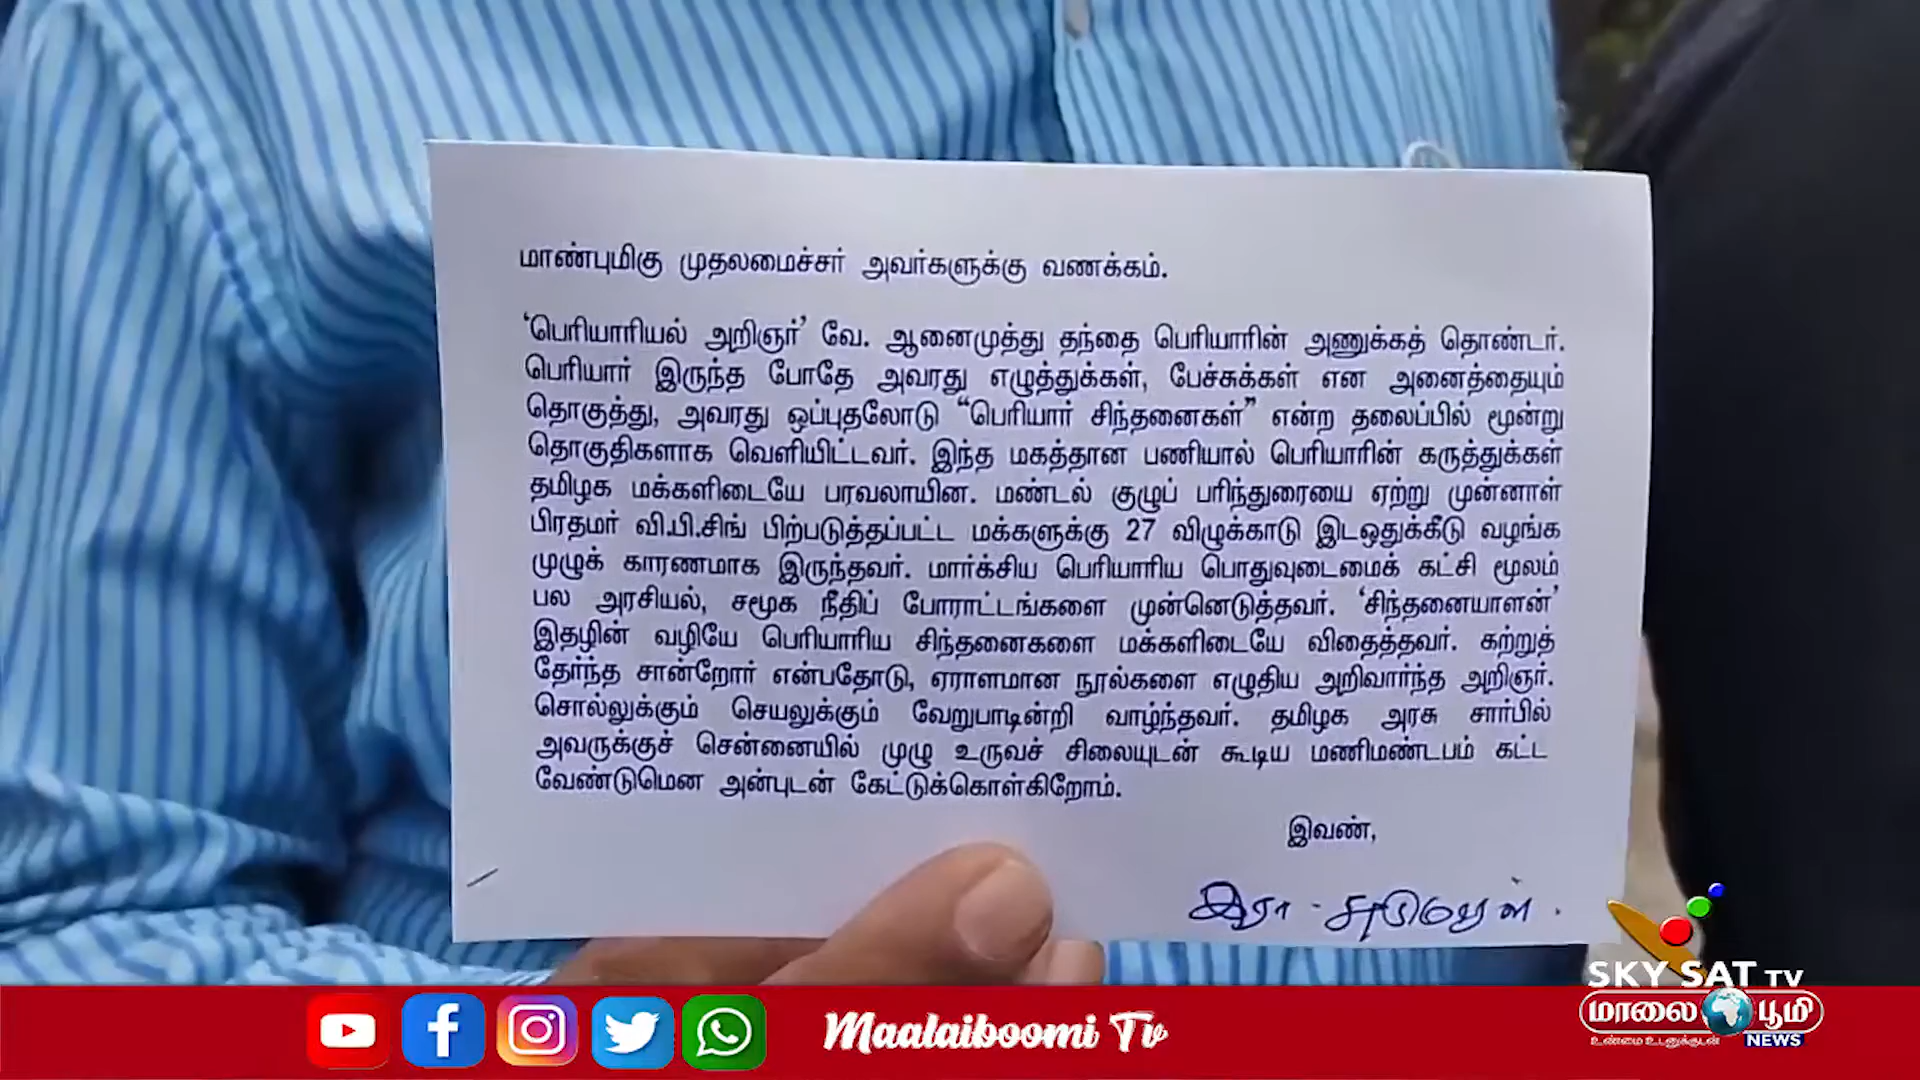 மாண்புமிகு முதலமைச்சர் அவர்களுக்கு வணக்கம்.
‘பெரியாரியல் அறிஞர்’ வே. ஆனைமுத்து தந்தை பெரியாரின் அணுக்கத் தொண்டர்.
பெரியார் இருந்த போதே அவரது எழுத்துக்கள், பேச்சுக்கள் என அனைத்தையும்
தொகுத்து, அவரது ஒப்புதலோடு “பெரியார் சிந்தனைகள்” என்ற தலைப்பில் மூன்று
தொகுதிகளாக வெளியிட்டவர். இந்த மகத்தான பணியால் பெரியாரின் கருத்துக்கள்
தமிழக மக்களிடையே பரவலாயின. மண்டல் குழுப் பரிந்துரையை ஏற்று முன்னாள்
பிரதமர் வி.பி.சிங் பிற்படுத்தப்பட்ட மக்களுக்கு 27 விழுக்காடு இடஒதுக்கீடு வழங்க
முழுக் காரணமாக இருந்தவர். மார்க்சிய பெரியாரிய பொதுவுடைமைக் கட்சி மூலம்
பல அரசியல், சமூக நீதிப் போராட்டங்களை முன்னெடுத்தவர். ‘சிந்தனையாளன்’
இதழின் வழியே பெரியாரிய சிந்தனைகளை மக்களிடையே விதைத்தவர். கற்றுத்
தேர்ந்த சான்றோர் என்பதோடு, ஏராளமான நூல்களை எழுதிய அறிவார்ந்த அறிஞர்.
சொல்லுக்கும் செயலுக்கும் வேறுபாடின்றி வாழ்ந்தவர். தமிழக அரசு சார்பில்
அவருக்குச் சென்னையில் முழு உருவச் சிலையுடன் கூடிய மணிமண்டபம் கட்ட
வேண்டுமென அன்புடன் கேட்டுக்கொள்கிறோம்.
இவண்,
இரா
SKY SAT TV
மாலை பூமி
உண்மை உடனுக்குடன்
NEWS
Maalaiboomi Tv